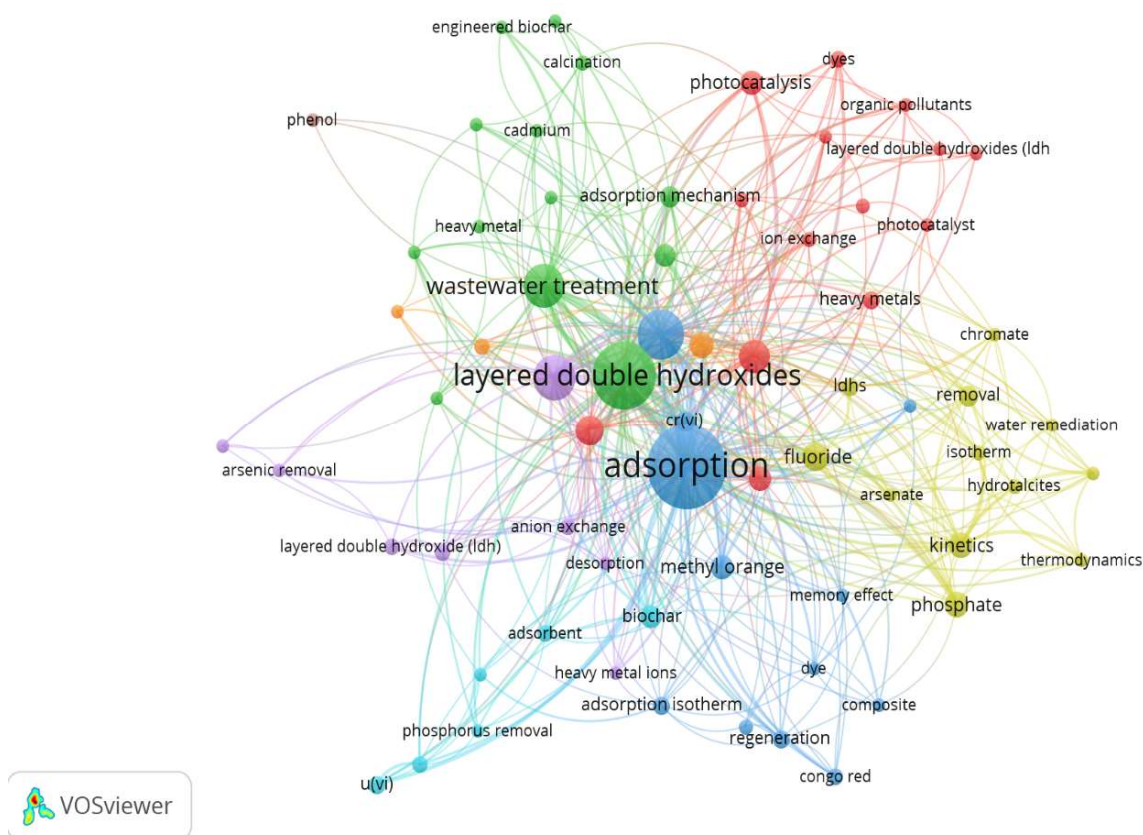 engineered biochar
calcination
photocatalysis
dyes
organic pollutants
phenol
cadmium
layered double hydroxides (ldh
adsorption mechanism
heavy metal
photocatalyst
ion exchange
wastewater treatment
heavy metals
chromate
layered double hydroxides
ldhs
removal
cr(vi)
water remediation
fluoride
isotherm
adsorption
arsenic removal
hydrotalcites
arsenate
anion exchange
layered double hydroxide (ldh)
kinetics
desorption
methyl orange
thermodynamics
memory effect
phosphate
biochar
adsorbent
heavy metal ions
dye
adsorption isotherm
composite
phosphorus removal
regeneration
congo red
u(vi)
VOSviewer